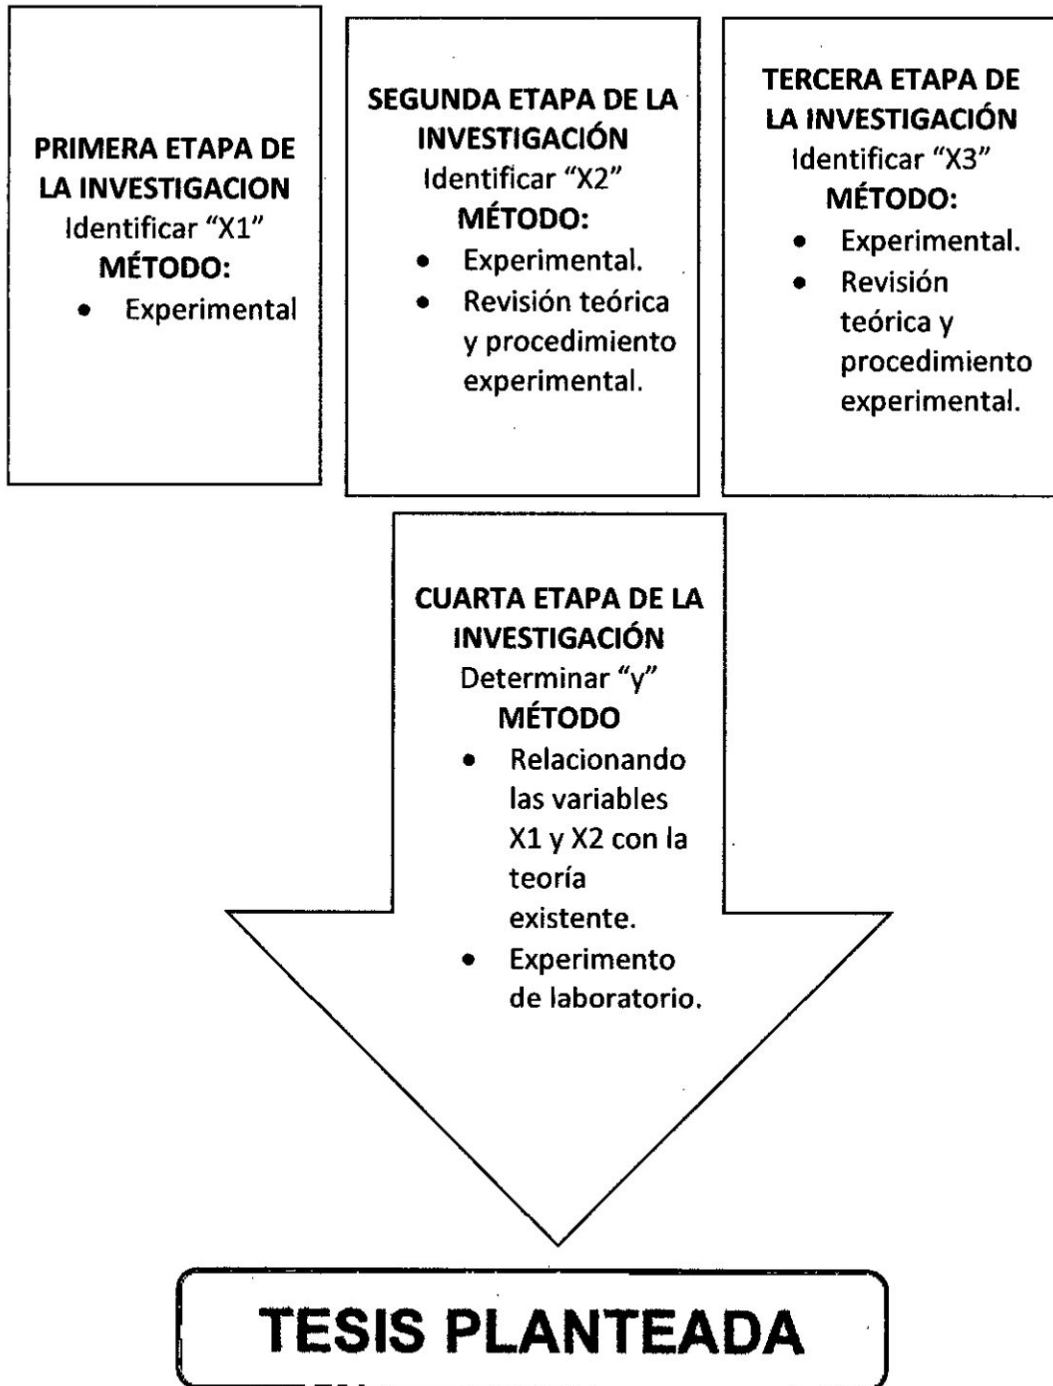 PRIMERA ETAPA DE
LA INVESTIGACION
Identificar “X1”
MÉTODO:
• Experimental
SEGUNDA ETAPA DE LA
INVESTIGACIÓN
Identificar “X2”
MÉTODO:
• Experimental.
• Revisión teórica
y procedimiento
experimental.
TERCERA ETAPA DE
LA INVESTIGACIÓN
Identificar “X3”
MÉTODO:
• Experimental.
• Revisión
teórica y
procedimiento
experimental.
CUARTA ETAPA DE LA
INVESTIGACIÓN
Determinar “y”
MÉTODO
• Relacionando
las variables
X1 y X2 con la
teoría
existente.
• Experimento
de laboratorio.
TESIS PLANTEADA